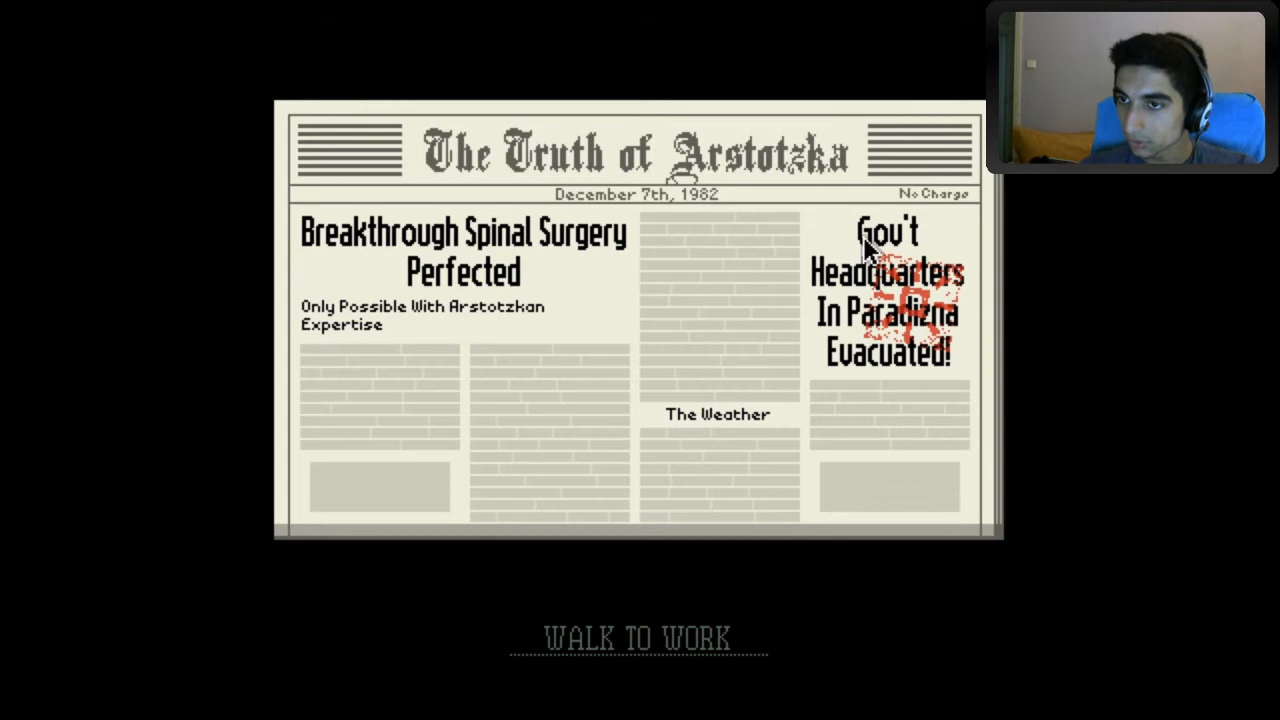 The Truth of Arstotzka
December 7th, 1982
No Charge
Breakthrough Spinal Surgery
Perfected
Only Possible With Arstotzkan
Expertise
The Weather
Gov't
Headquarters
In Paradizna
Evacuated!
WALK TO WORK